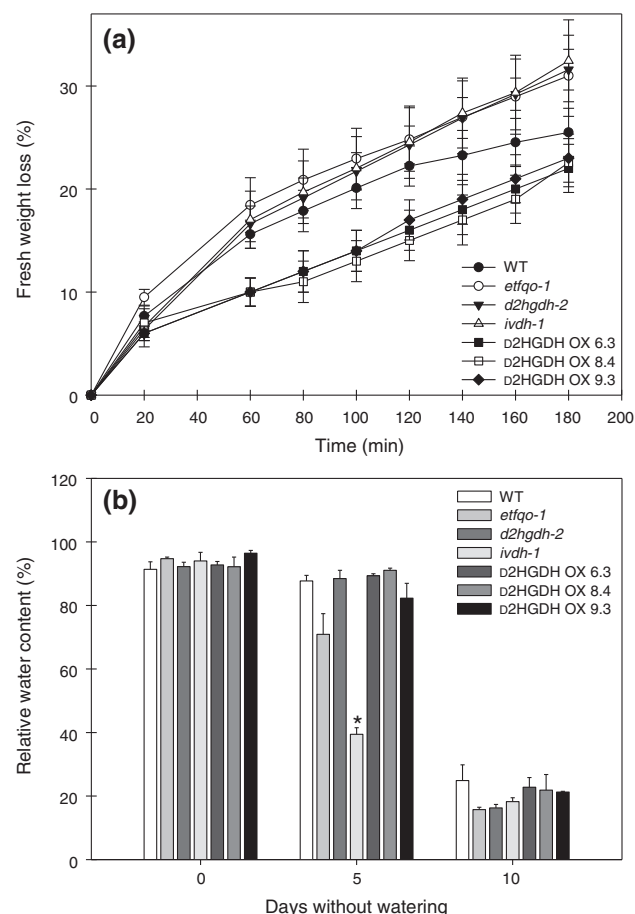 (a)
Fresh weight loss (%)
30
20
10
0
WT
etfqo-1
d2hgdh-2
ivdh-1
D2HGDH OX 6.3
D2HGDH OX 8.4
D2HGDH OX 9.3
0 20 40 60 80 100 120 140 160 180 200
Time (min)
(b)
Relative water content (%)
120
100
80
60
40
20
0
WT
etfqo-1
d2hgdh-2
ivdh-1
D2HGDH OX 6.3
D2HGDH OX 8.4
D2HGDH OX 9.3
*
0 5 10
Days without watering